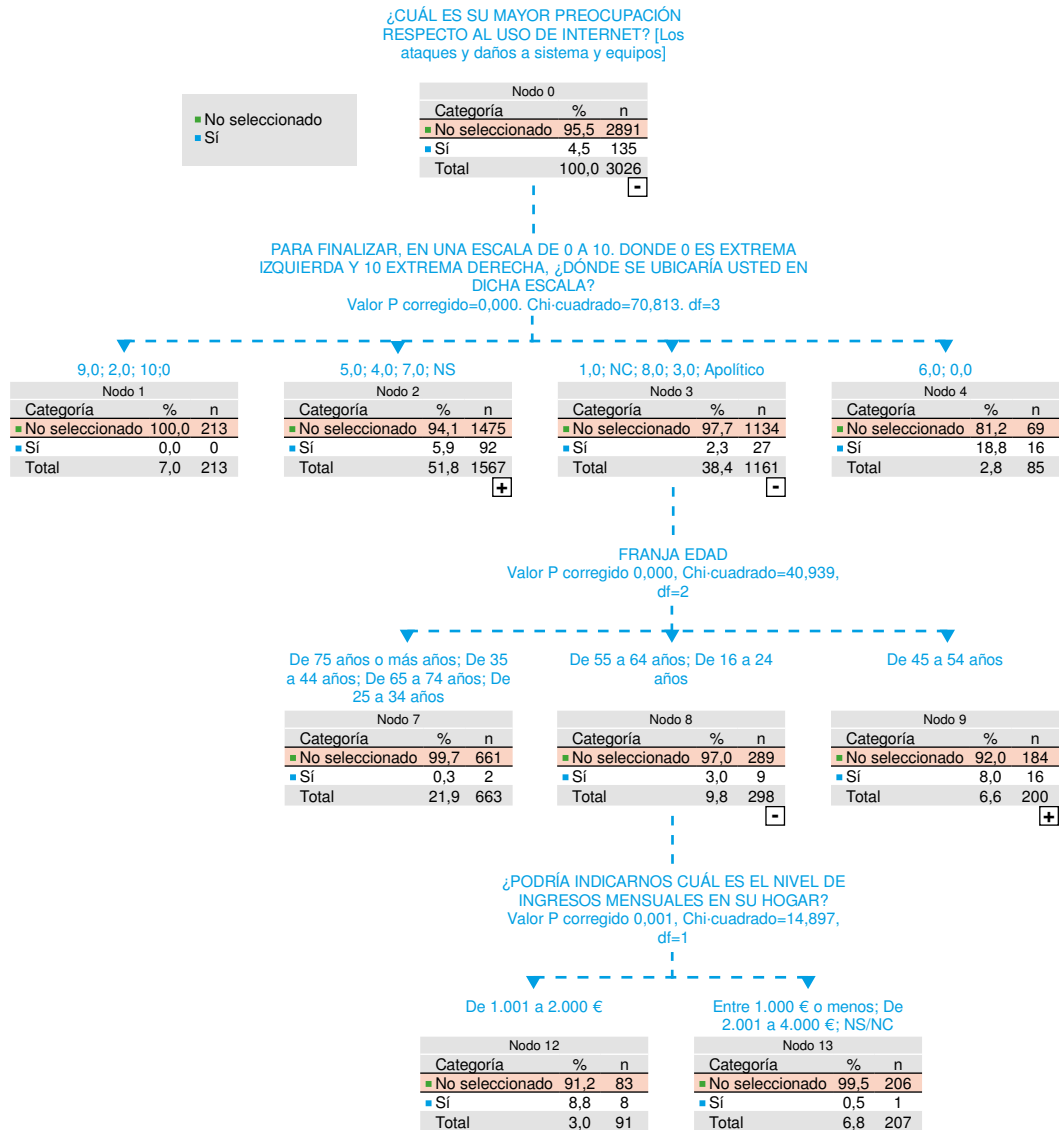 ¿CUÁL ES SU MAYOR PREOCUPACIÓN
RESPECTO AL USO DE INTERNET? [Los
ataques y daños a sistema y equipos]
No seleccionado
Sí
Nodo 0
Categoría % n
No seleccionado 95,5 2891
Sí 4,5 135
Total 100,0 3026
-
PARA FINALIZAR, EN UNA ESCALA DE 0 A 10. DONDE 0 ES EXTREMA
IZQUIERDA Y 10 EXTREMA DERECHA, ¿DÓNDE SE UBICARÍA USTED EN
DICHA ESCALA?
Valor P corregido=0,000. Chi-cuadrado=70,813. df=3
9,0; 2,0; 10;0
Nodo 1
Categoría % n
No seleccionado 100,0 213
Sí 0,0 0
Total 7,0 213
5,0; 4,0; 7,0; NS
Nodo 2
Categoría % n
No seleccionado 94,1 1475
Sí 5,9 92
Total 51,8 1567
+
1,0; NC; 8,0; 3,0; Apolítico
Nodo 3
Categoría % n
No seleccionado 97,7 1134
Sí 2,3 27
Total 38,4 1161
-
6,0; 0,0
Nodo 4
Categoría % n
No seleccionado 81,2 69
Sí 18,8 16
Total 2,8 85
FRANJA EDAD
Valor P corregido 0,000, Chi-cuadrado=40,939,
df=2
De 75 años o más años; De 35
a 44 años; De 65 a 74 años; De
25 a 34 años
Nodo 7
Categoría % n
No seleccionado 99,7 661
Sí 0,3 2
Total 21,9 663
De 55 a 64 años; De 16 a 24
años
Nodo 8
Categoría % n
No seleccionado 97,0 289
Sí 3,0 9
Total 9,8 298
-
De 45 a 54 años
Nodo 9
Categoría % n
No seleccionado 92,0 184
Sí 8,0 16
Total 6,6 200
+
¿PODRÍA INDICARNOS CUÁL ES EL NIVEL DE
INGRESOS MENSUALES EN SU HOGAR?
Valor P corregido 0,001, Chi-cuadrado=14,897,
df=1
De 1.001 a 2.000 €
Nodo 12
Categoría % n
No seleccionado 91,2 83
Sí 8,8 8
Total 3,0 91
Entre 1.000 € o menos; De
2.001 a 4.000 €; NS/NC
Nodo 13
Categoría % n
No seleccionado 99,5 206
Sí 0,5 1
Total 6,8 207